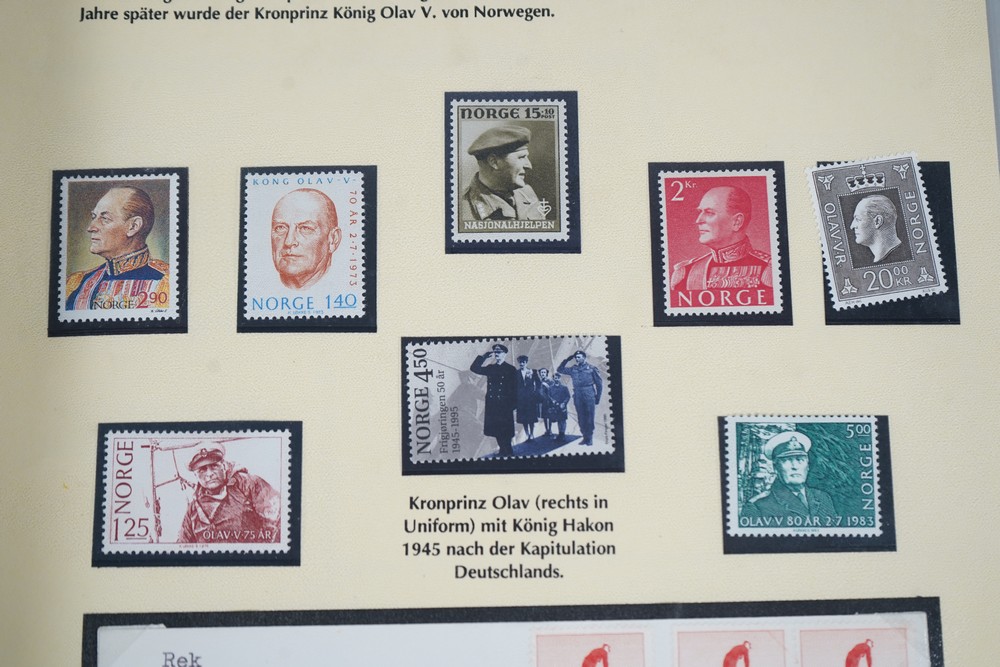 Jahre später wurde der Kronprinz König Olav V. von Norwegen.
NORGE 15+10
POST
NASJONALHJELPEN
NORGE 2.90
KONG OLAV·V· 70 ÅR 2·7·1973
NORGE 140
2 Kr.
NORGE
OLAV·V·R
NORGE
20.00
KR
NORGE 4.50
Frigjøringen 50 år
1945-1995
NORGE
1.25
OLAV·V·75 ÅR
5.00
NORGE
OLAV V 80 ÅR 2·7 1983
Kronprinz Olav (rechts in
Uniform) mit König Hakon
1945 nach der Kapitulation
Deutschlands.
Rek